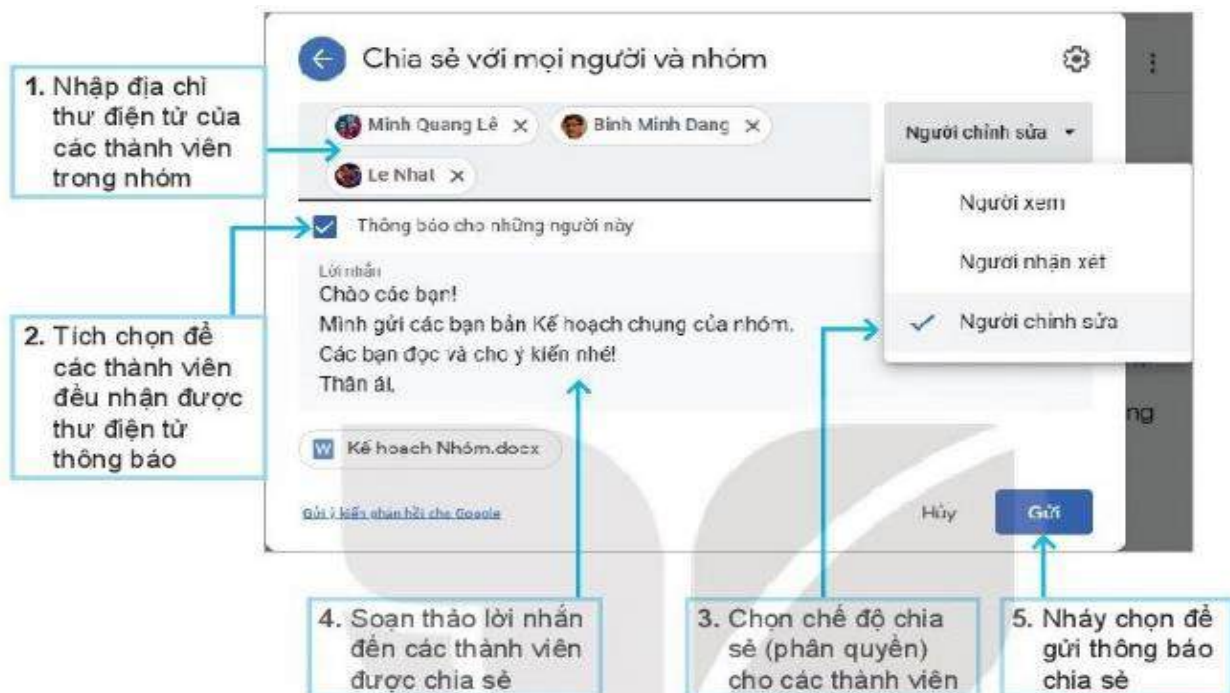 Chia sẻ với mọi người và nhóm
1. Nhập địa chỉ
thư điện tử của
các thành viên
trong nhóm
Minh Quang Lê
Binh Minh Dang
Le Nhat
Người chỉnh sửa
Người xem
Người nhận xét
Người chỉnh sửa
Thông báo cho những người này
Lời nhắn
Chào các bạn!
Mình gửi các bạn bản Kế hoạch chung của nhóm.
Các bạn đọc và cho ý kiến nhé!
Thân ái,
2. Tích chọn để
các thành viên
đều nhận được
thư điện tử
thông báo
ng
W Kế hoạch Nhóm.docx
Gửi ý kiến phản hồi cho Google
Hủy
Gửi
4. Soạn thảo lời nhắn
đến các thành viên
được chia sẻ
3. Chọn chế độ chia
sẻ (phân quyền)
cho các thành viên
5. Nháy chọn để
gửi thông báo
chia sẻ